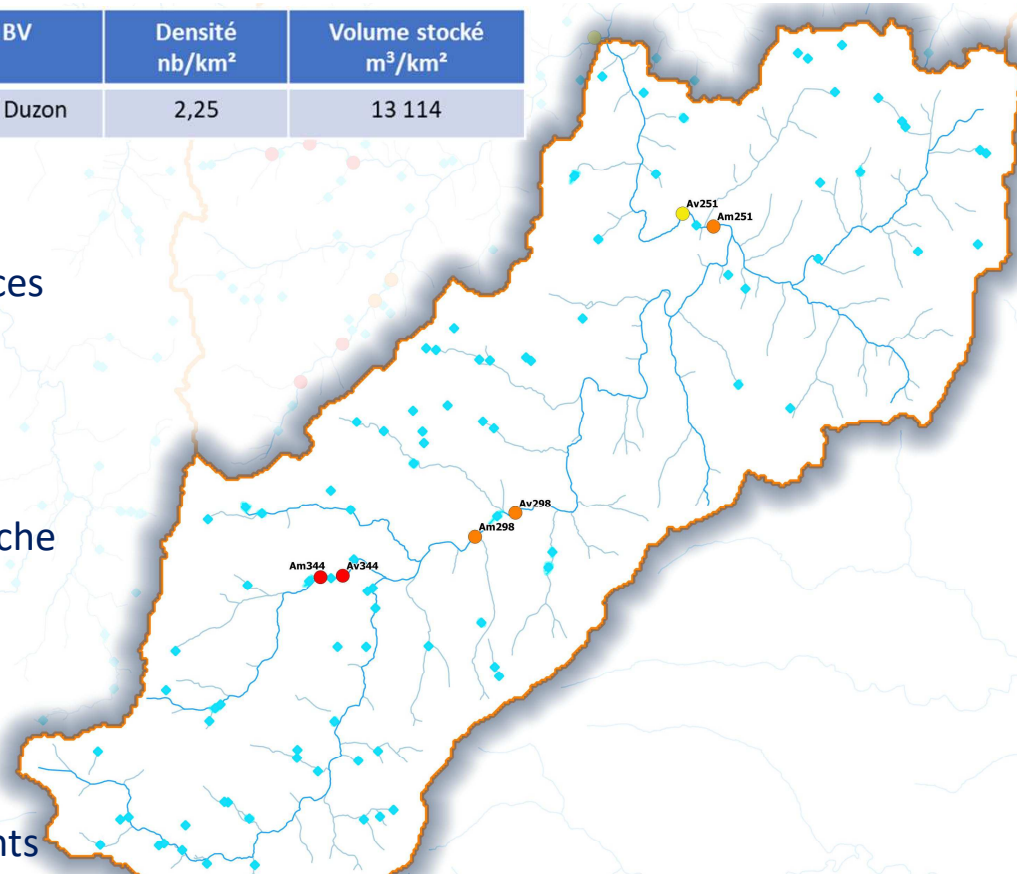 BV Densité nb/km² Volume stocké m³/km²
Duzon 2,25 13 114
Av251
Am251
ces
Av298
Am298
che
Am344 Av344
nts